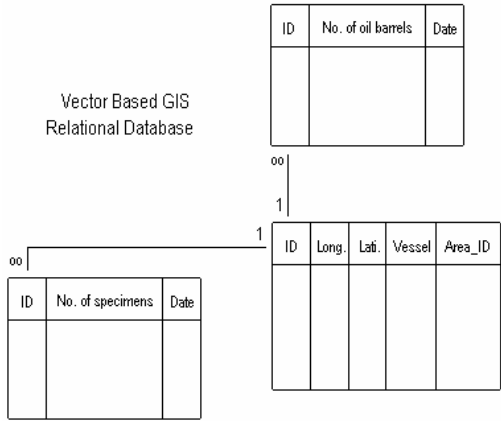 ID No. of oil barrels Date
Vector Based GIS
Relational Database
oo
1
1
ID Long. Lati. Vessel Area_ID
oo
ID No. of specimens Date